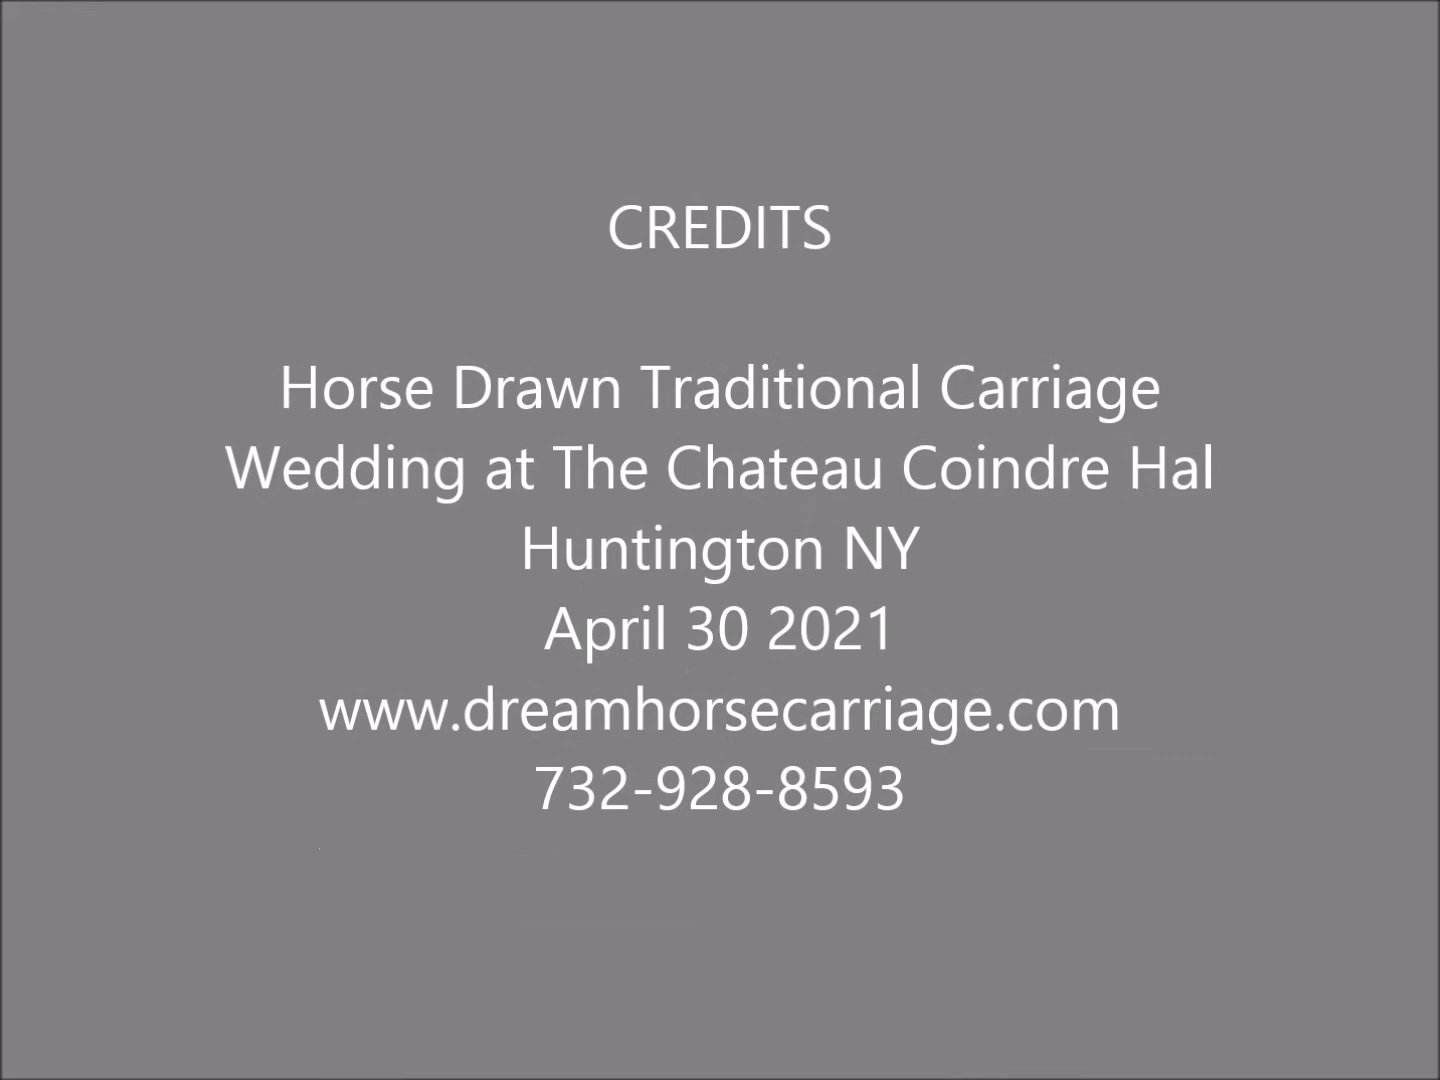 CREDITS
Horse Drawn Traditional Carriage
Wedding at The Chateau Coindre Hal
Huntington NY
April 30 2021
www.dreamhorsecarriage.com
732-928-8593